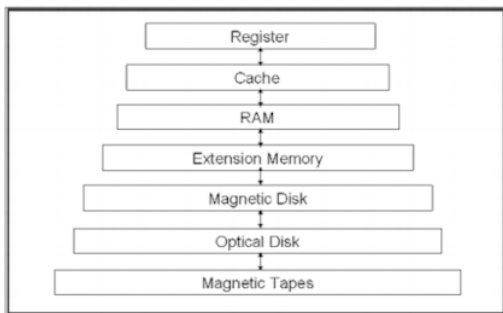 Register
Cache
RAM
Extension Memory
Magnetic Disk
Optical Disk
Magnetic Tapes